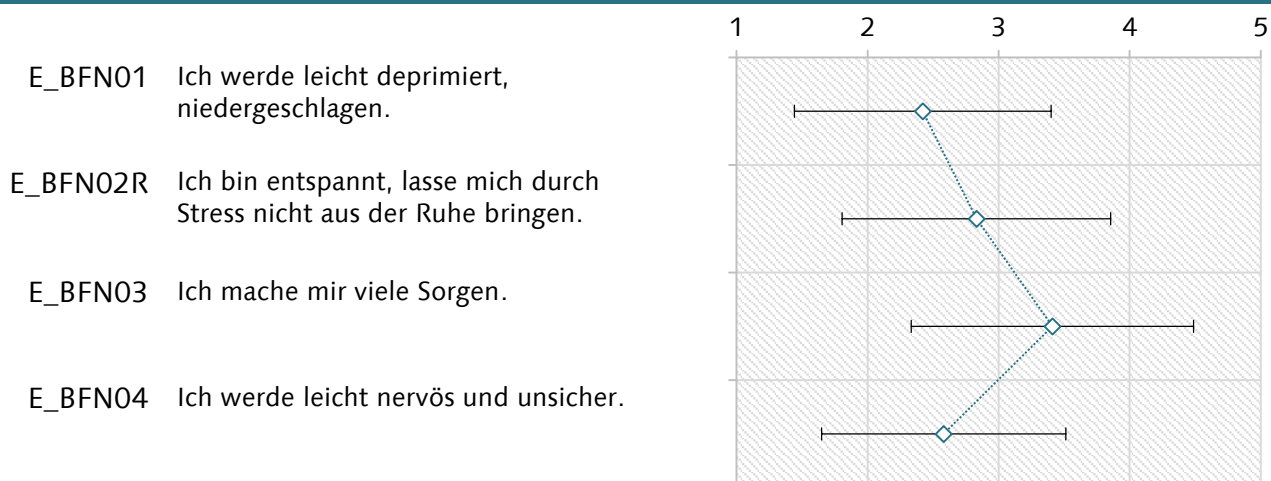 1 2 3 4 5
E_BFN01 Ich werde leicht deprimiert,
niedergeschlagen.
E_BFN02R Ich bin entspannt, lasse mich durch
Stress nicht aus der Ruhe bringen.
E_BFN03 Ich mache mir viele Sorgen.
E_BFN04 Ich werde leicht nervös und unsicher.